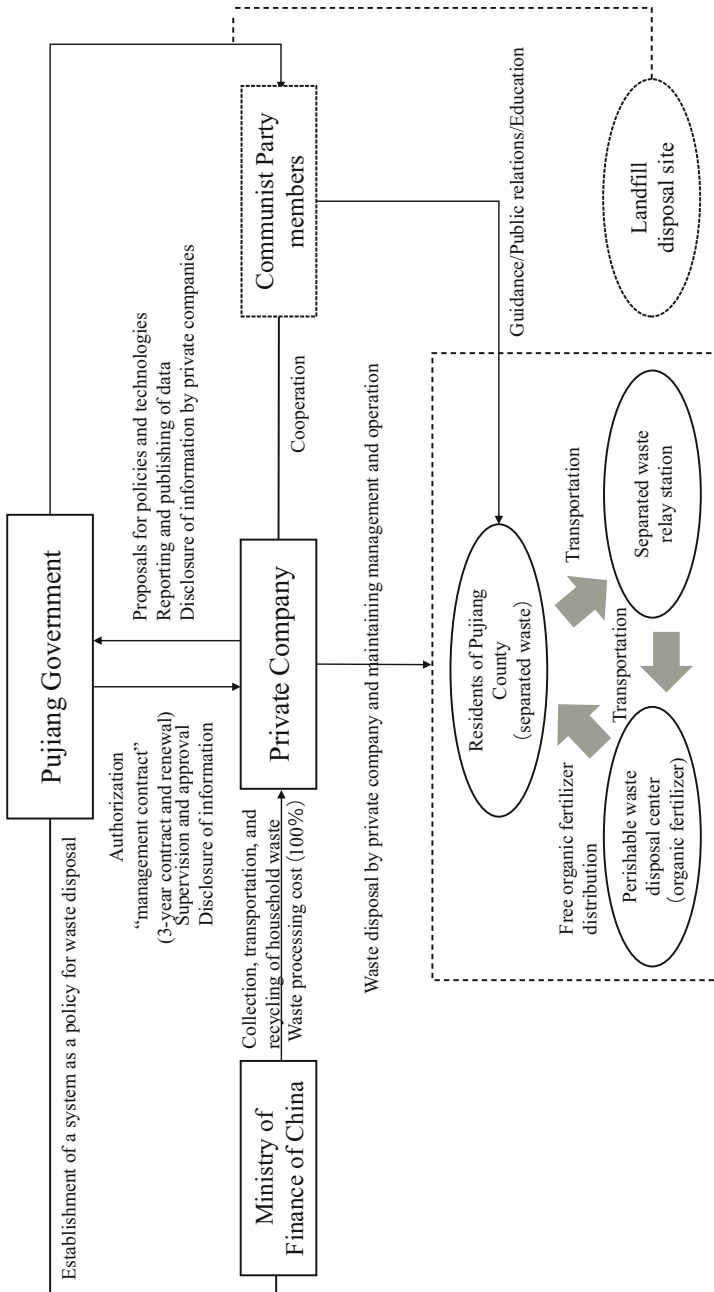 Establishment of a system as a policy for waste disposal
Pujiang Government
Authorization
“management contract”
(3-year contract and renewal)
Supervision and approval
Disclosure of information
Proposals for policies and technologies
Reporting and publishing of data
Disclosure of information by private companies
Ministry of
Finance of China
Collection, transportation, and
recycling of household waste
Waste processing cost (100%)
Private Company
Cooperation
Communist Party
members
Waste disposal by private company and maintaining management and operation
Guidance/Public relations/Education
Residents of Pujiang
County
(separated waste)
Free organic fertilizer
distribution
Transportation
Transportation
Perishable waste
disposal center
(organic fertilizer)
Separated waste
relay station
Landfill
disposal site